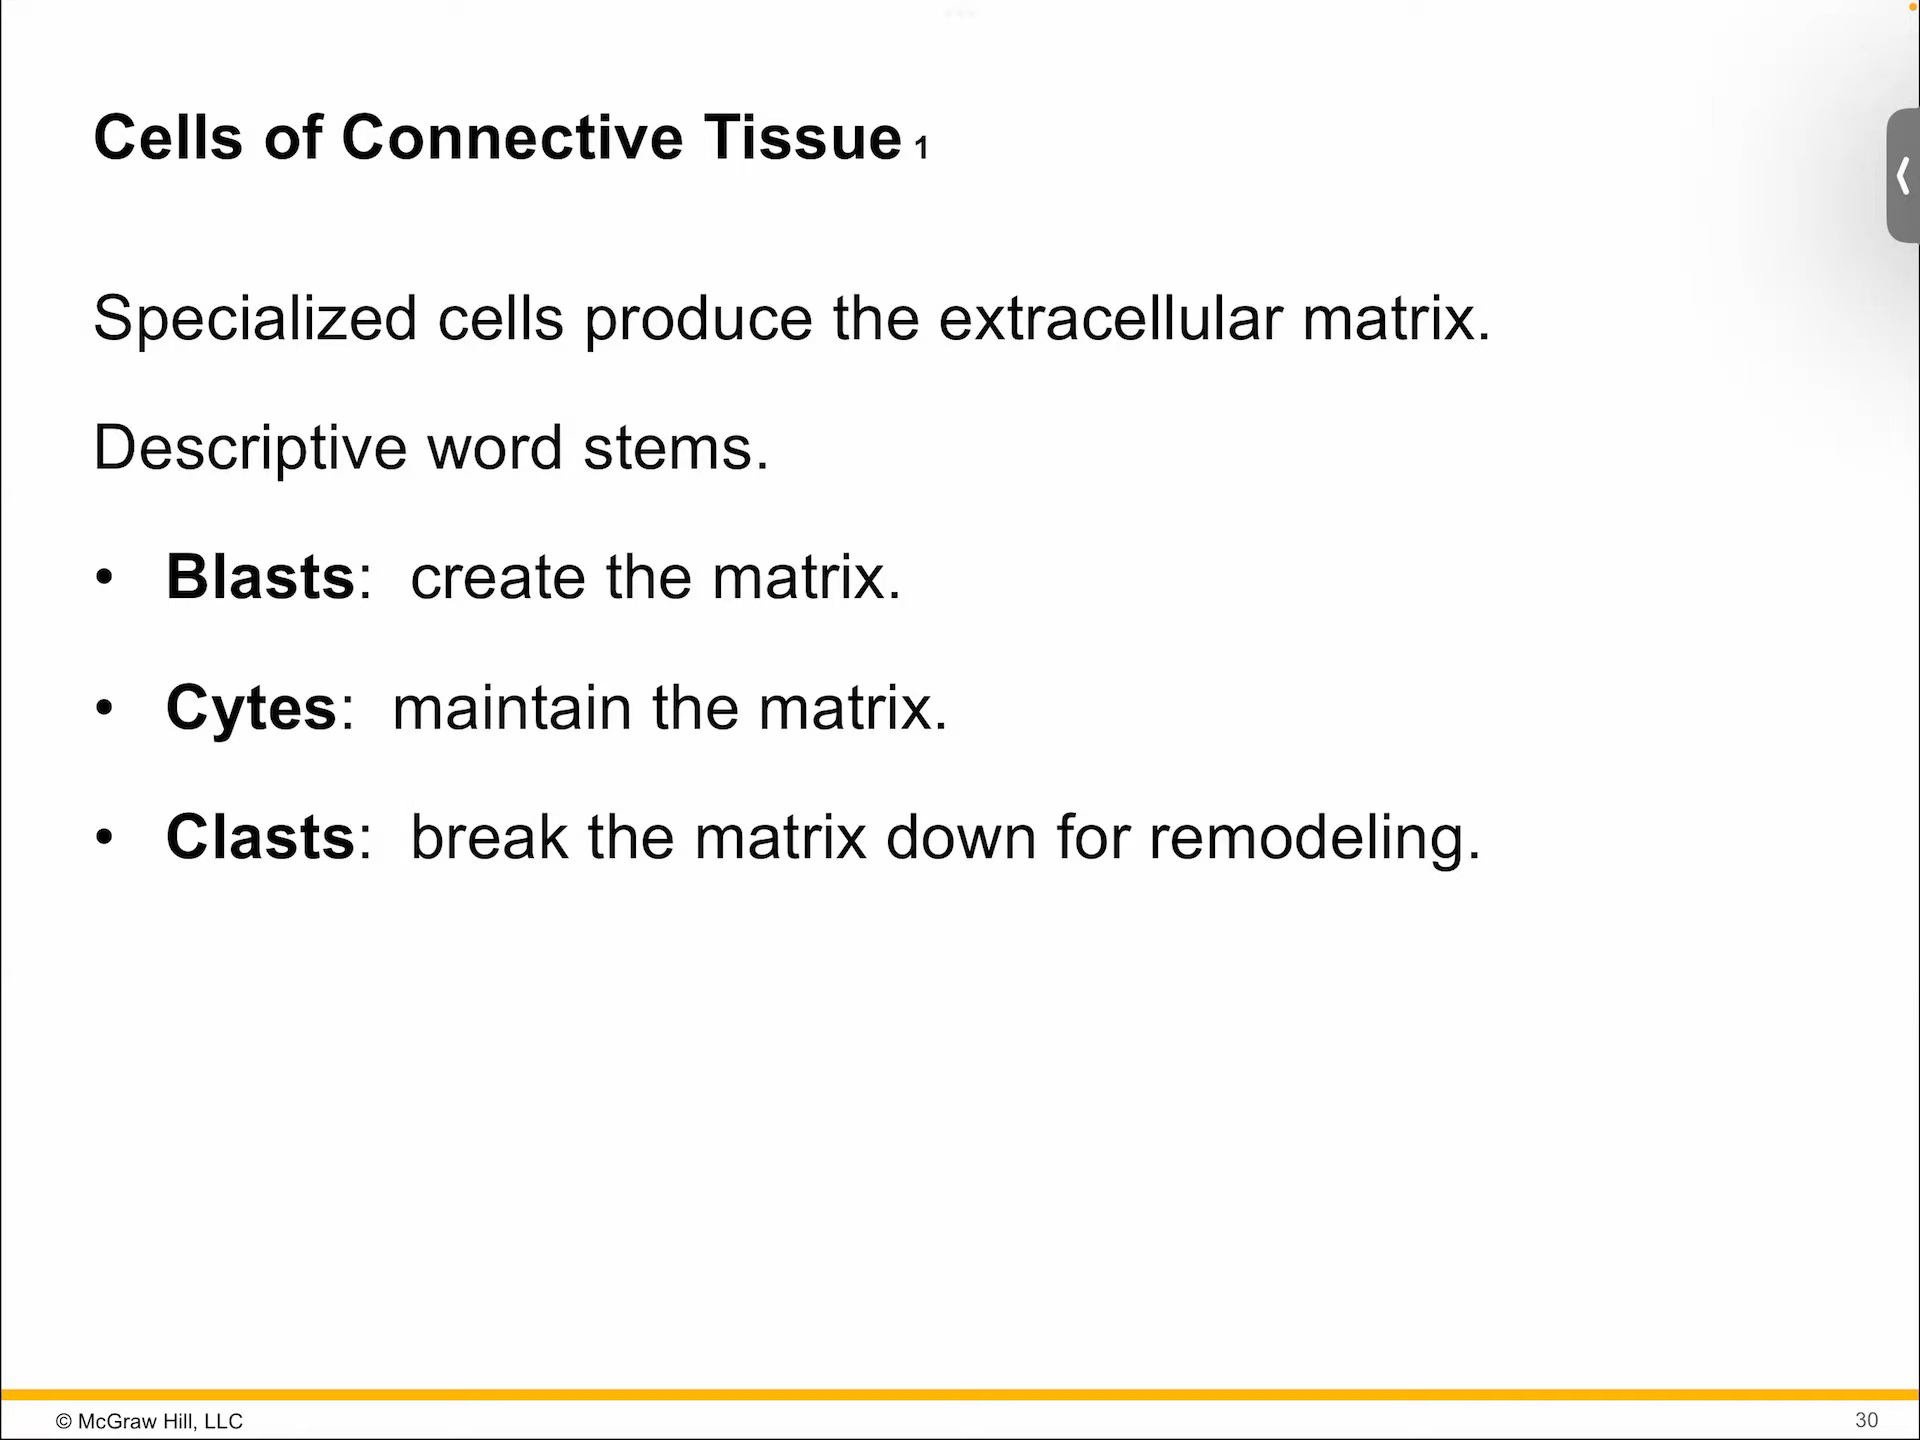 Cells of Connective Tissue 1
Specialized cells produce the extracellular matrix.
Descriptive word stems.
• Blasts:  create the matrix.
• Cytes:  maintain the matrix.
• Clasts:  break the matrix down for remodeling.
© McGraw Hill, LLC
30